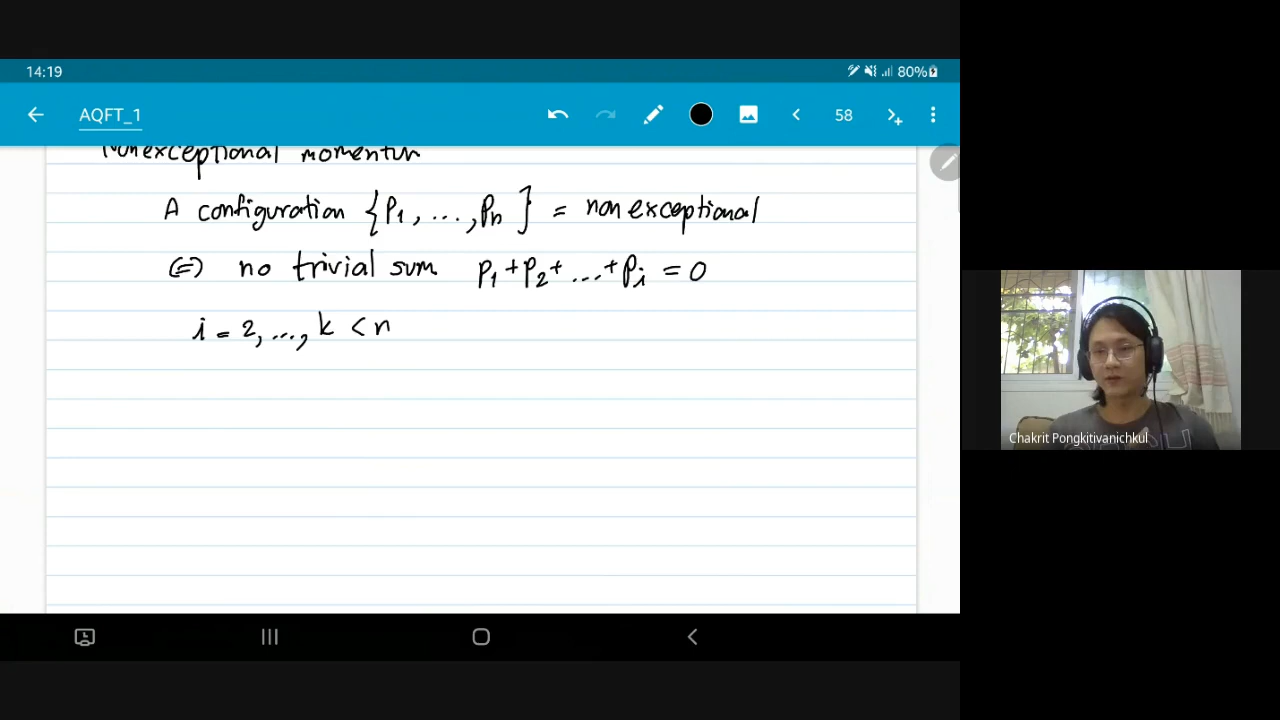 14:19
80%
AQFT_1
58
Nonexceptional momentum
A configuration {P1, ..., Pn} = nonexceptional
(=) no trivial sum P1 + P2 + ... + Pi = 0
i = 2, ..., k < n
Chakrit Pongkitivanichkul